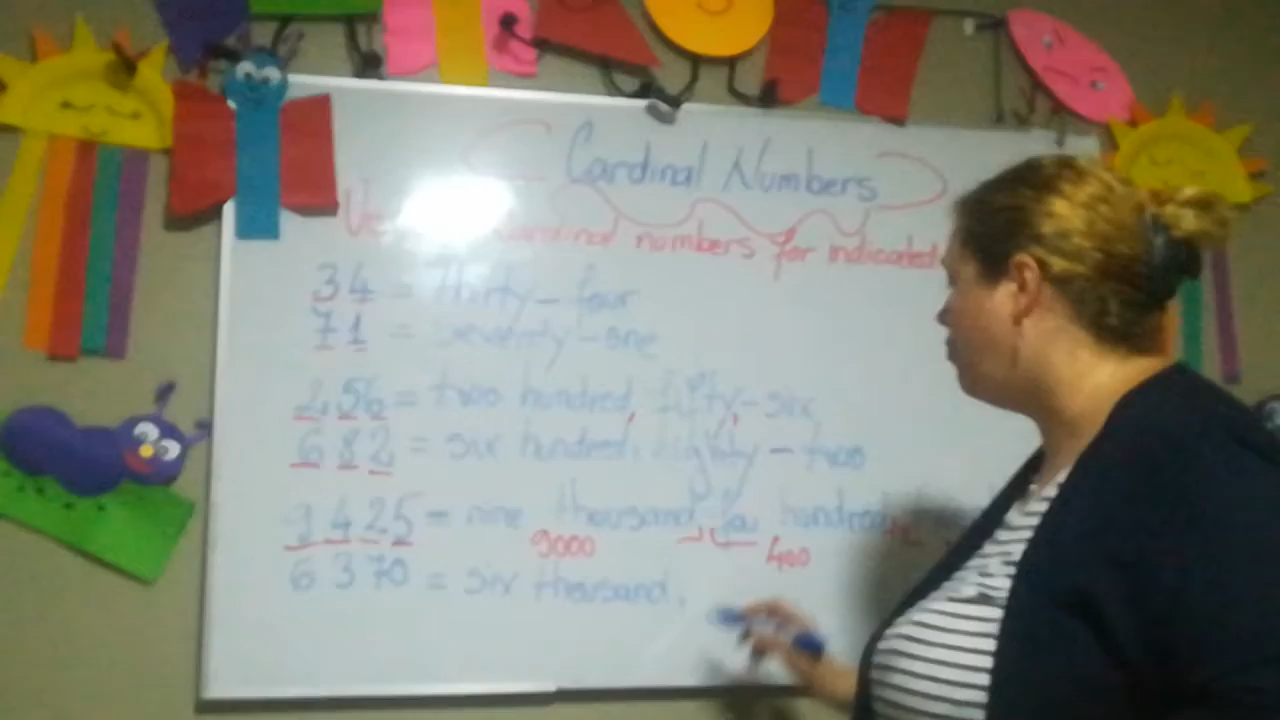 Cardinal Numbers
cardinal numbers for indicated
34 = Thirty-four
71 = seventy-one
256 = two hundred, fifty-six
682 = six hundred, eighty-two
9425 = nine thousand, hundred
9000 400
6370 = six thousand,